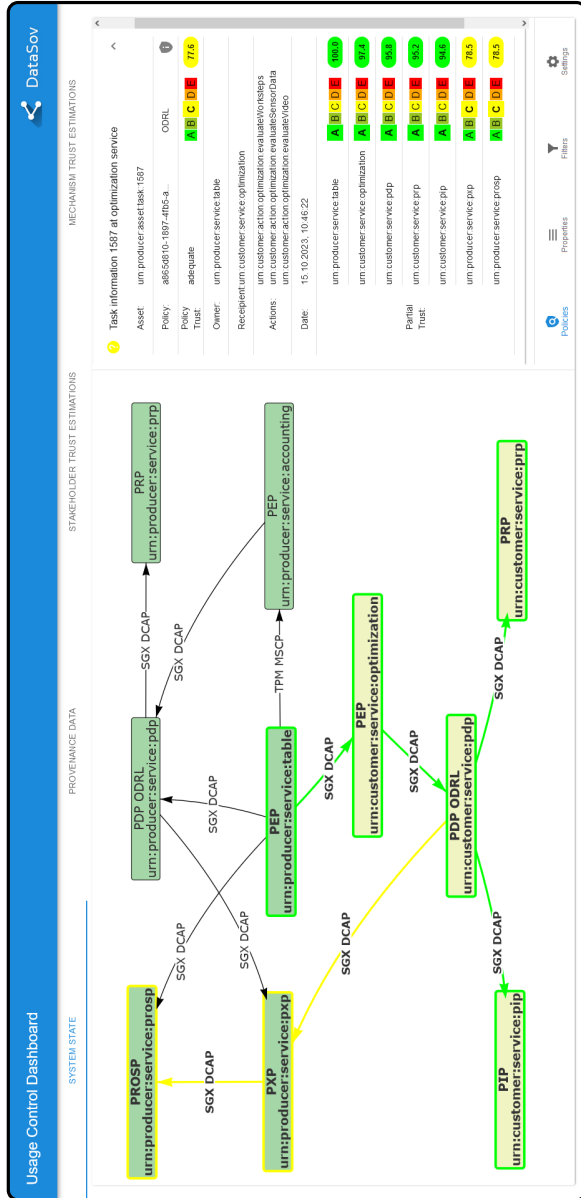 Usage Control Dashboard
DataSov
SYSTEM STATE
PROVENANCE DATA
STAKEHOLDER TRUST ESTIMATIONS
MECHANISM TRUST ESTIMATIONS
PROSP
urn:producer:service:prosp
PDP ODRL
urn:producer:service:pdp
SGX DCAP
PRP
urn:producer:service:prp
SGX DCAP
SGX DCAP
SGX DCAP
SGX DCAP
SGX DCAP
PXP
urn:producer:service:pxp
PEP
urn:producer:service:table
TPM MSCP
PEP
urn:producer:service:accounting
SGX DCAP
SGX DCAP
PEP
urn:customer:service:optimization
SGX DCAP
PDP ODRL
urn:customer:service:pdp
SGX DCAP
SGX DCAP
PIP
urn:customer:service:pip
PRP
urn:customer:service:prp
Task information 1587 at optimization service
Asset: urn:producer:asset:task:1587
Policy: a865d810-1897-4fb5-a... ODRL
Policy Trust: adequate A B C D E 77.6
Owner: urn:producer:service:table
Receipient: urn:customer:service:optimization
Actions: urn:customer:action:optimization:evaluateWorksteps
urn:customer:action:optimization:evaluateSensorData
urn:customer:action:optimization:evaluateVideo
Date: 15.10.2023, 10:46:22
Partial Trust:
urn:producer:service:table A B C D E 100.0
urn:customer:service:optimization A B C D E 97.4
urn:customer:service:pdp A B C D E 95.8
urn:customer:service:prp A B C D E 95.2
urn:customer:service:pip A B C D E 94.6
urn:producer:service:pxp A B C D E 78.5
urn:producer:service:prosp A B C D E 78.5
Policies
Properties
Filters
Settings